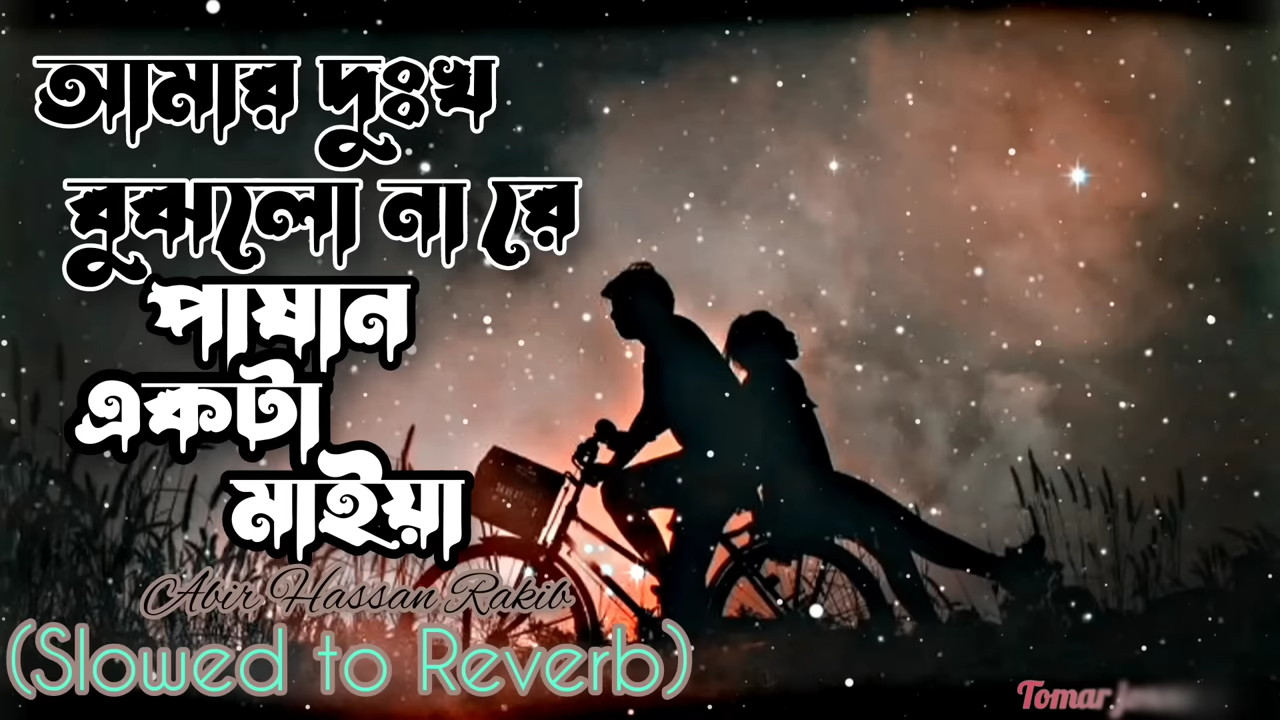 আমার দুঃখ
বুঝলো না রে
পাষান
একটা
মাইয়া
Abir Hassan Rakib
(Slowed to Reverb)
Tomar